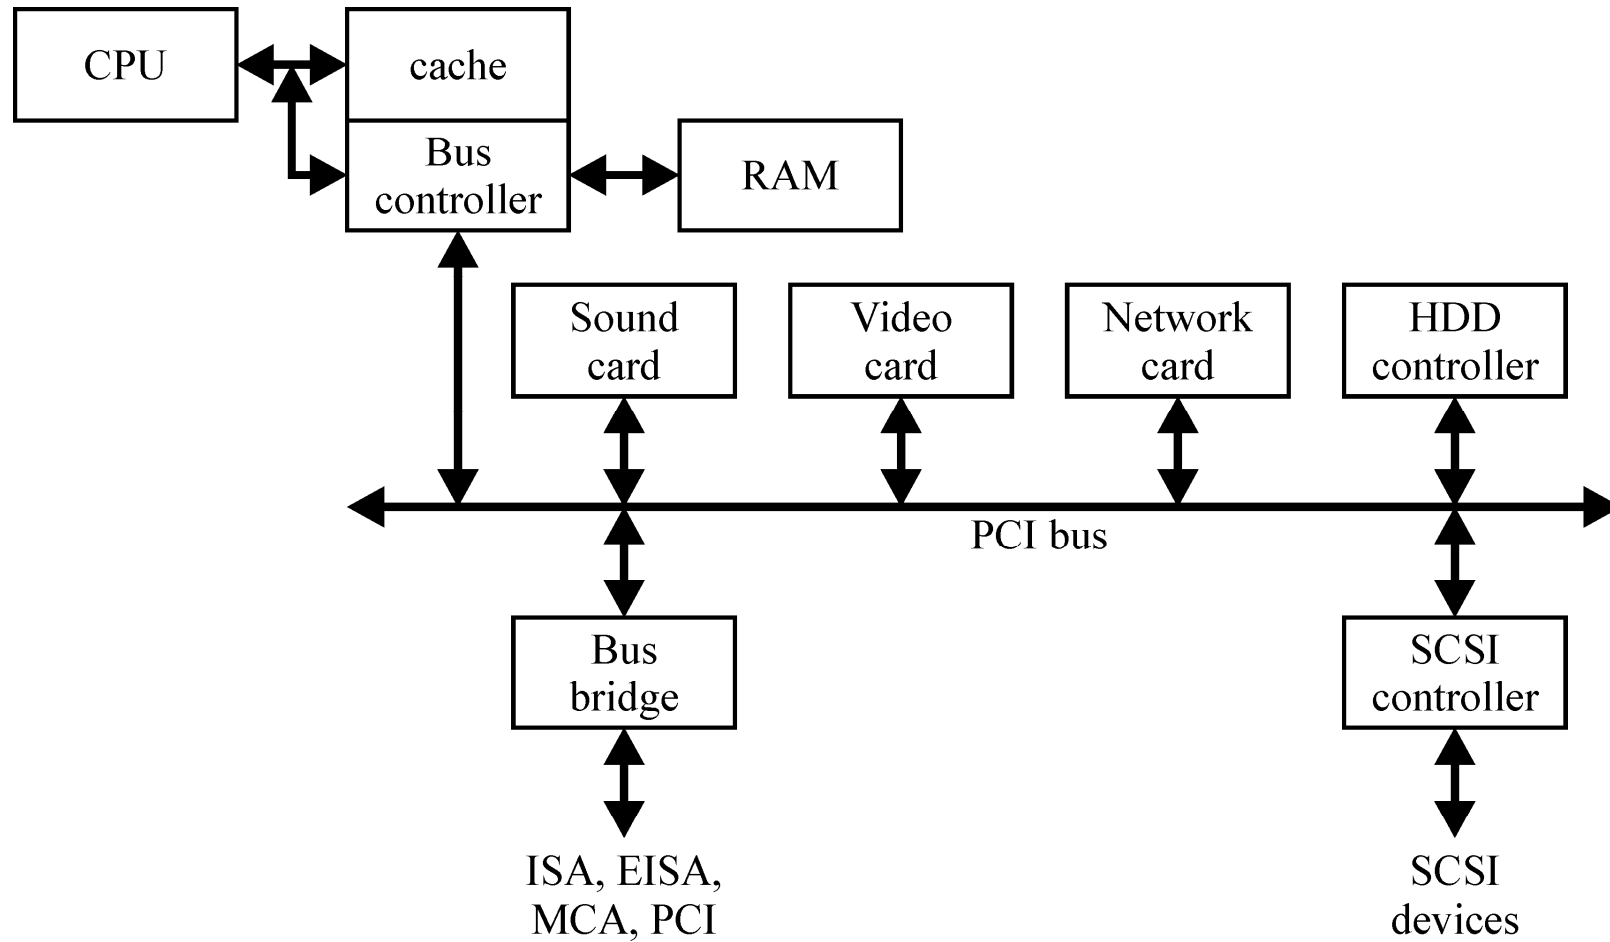 CPU
cache
Bus
controller
RAM
Sound
card
Video
card
Network
card
HDD
controller
PCI bus
Bus
bridge
SCSI
controller
ISA, EISA,
MCA, PCI
SCSI
devices